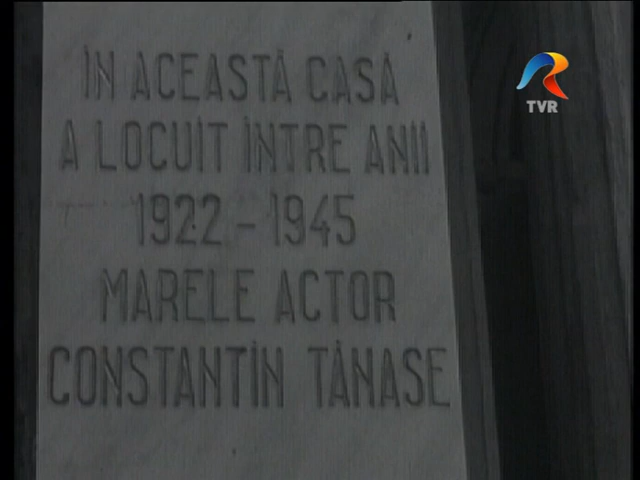 ÎN ACEASTĂ CASĂ
A LOCUIT ÎNTRE ANII
1922 - 1945
MARELE ACTOR
CONSTANTIN TĂNASE
TVR